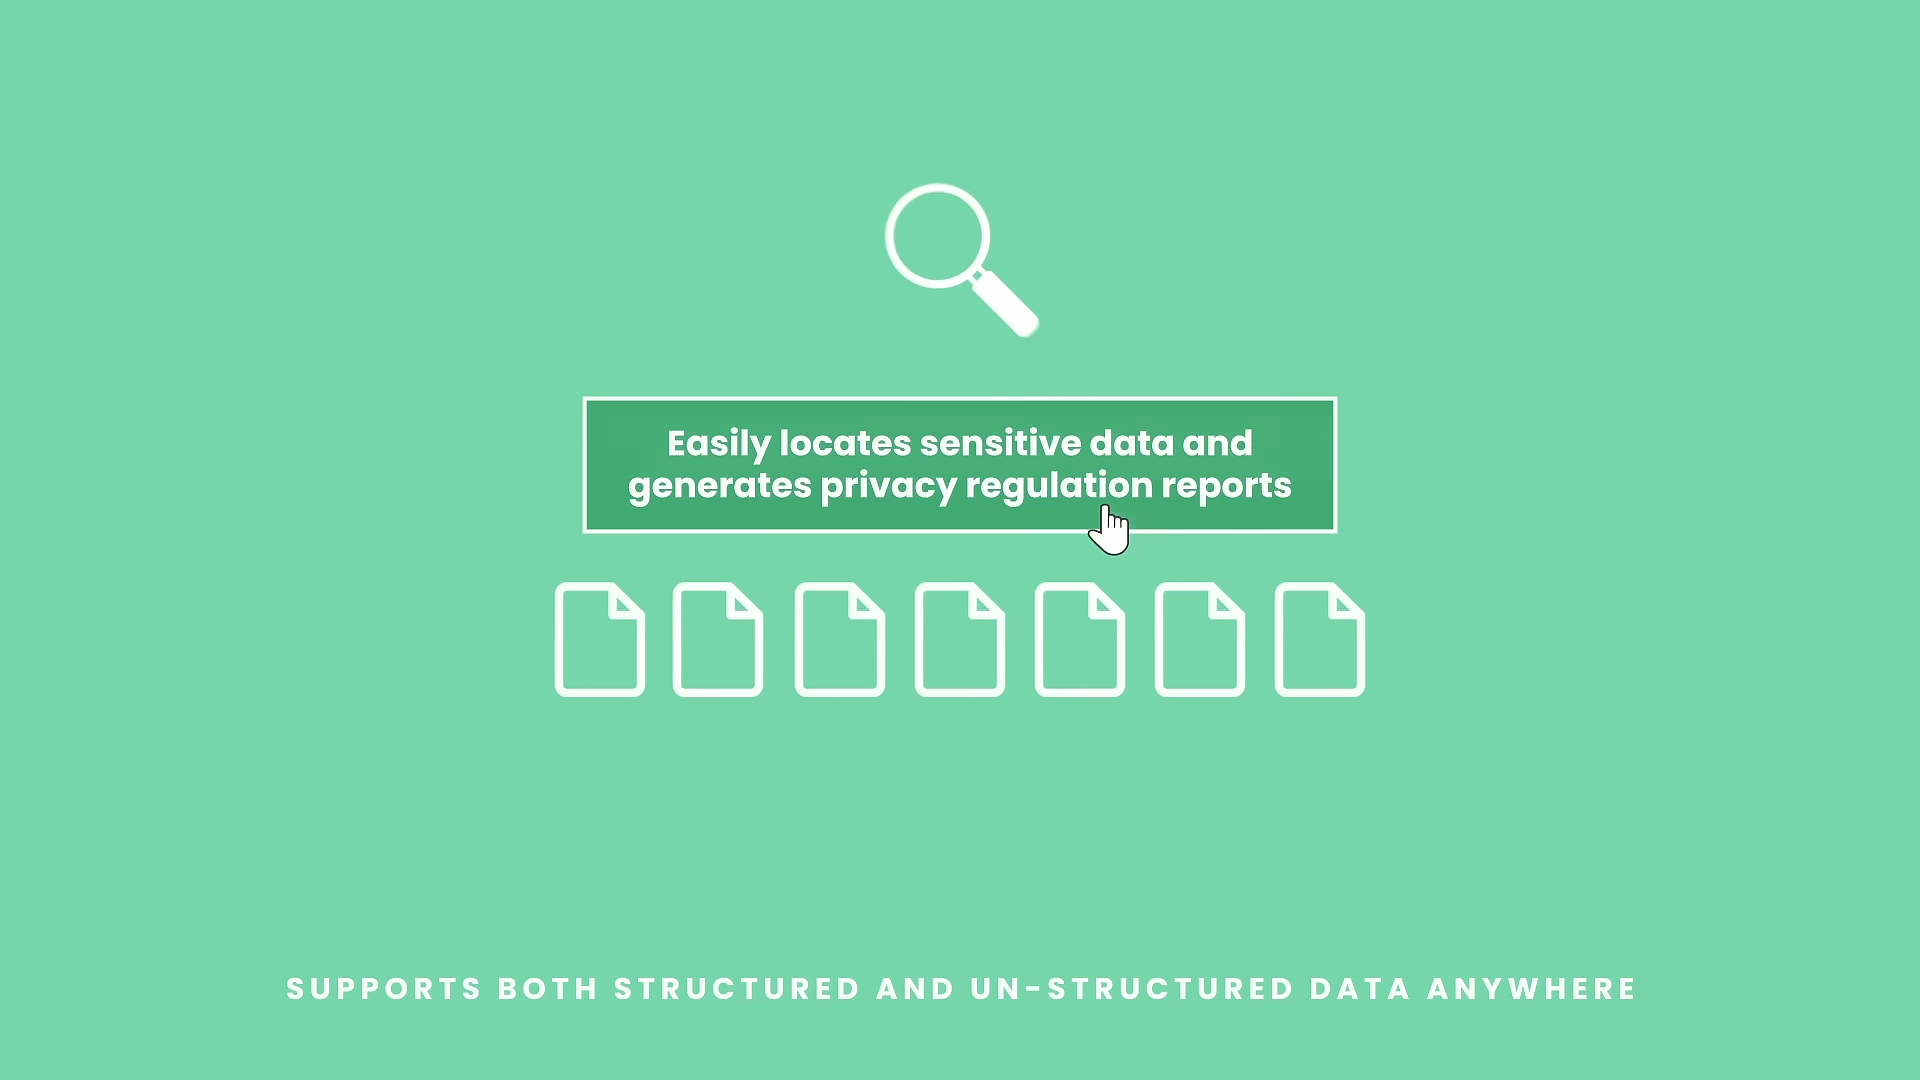 Easily locates sensitive data and
generates privacy regulation reports
SUPPORTS BOTH STRUCTURED AND UN-STRUCTURED DATA ANYWHERE